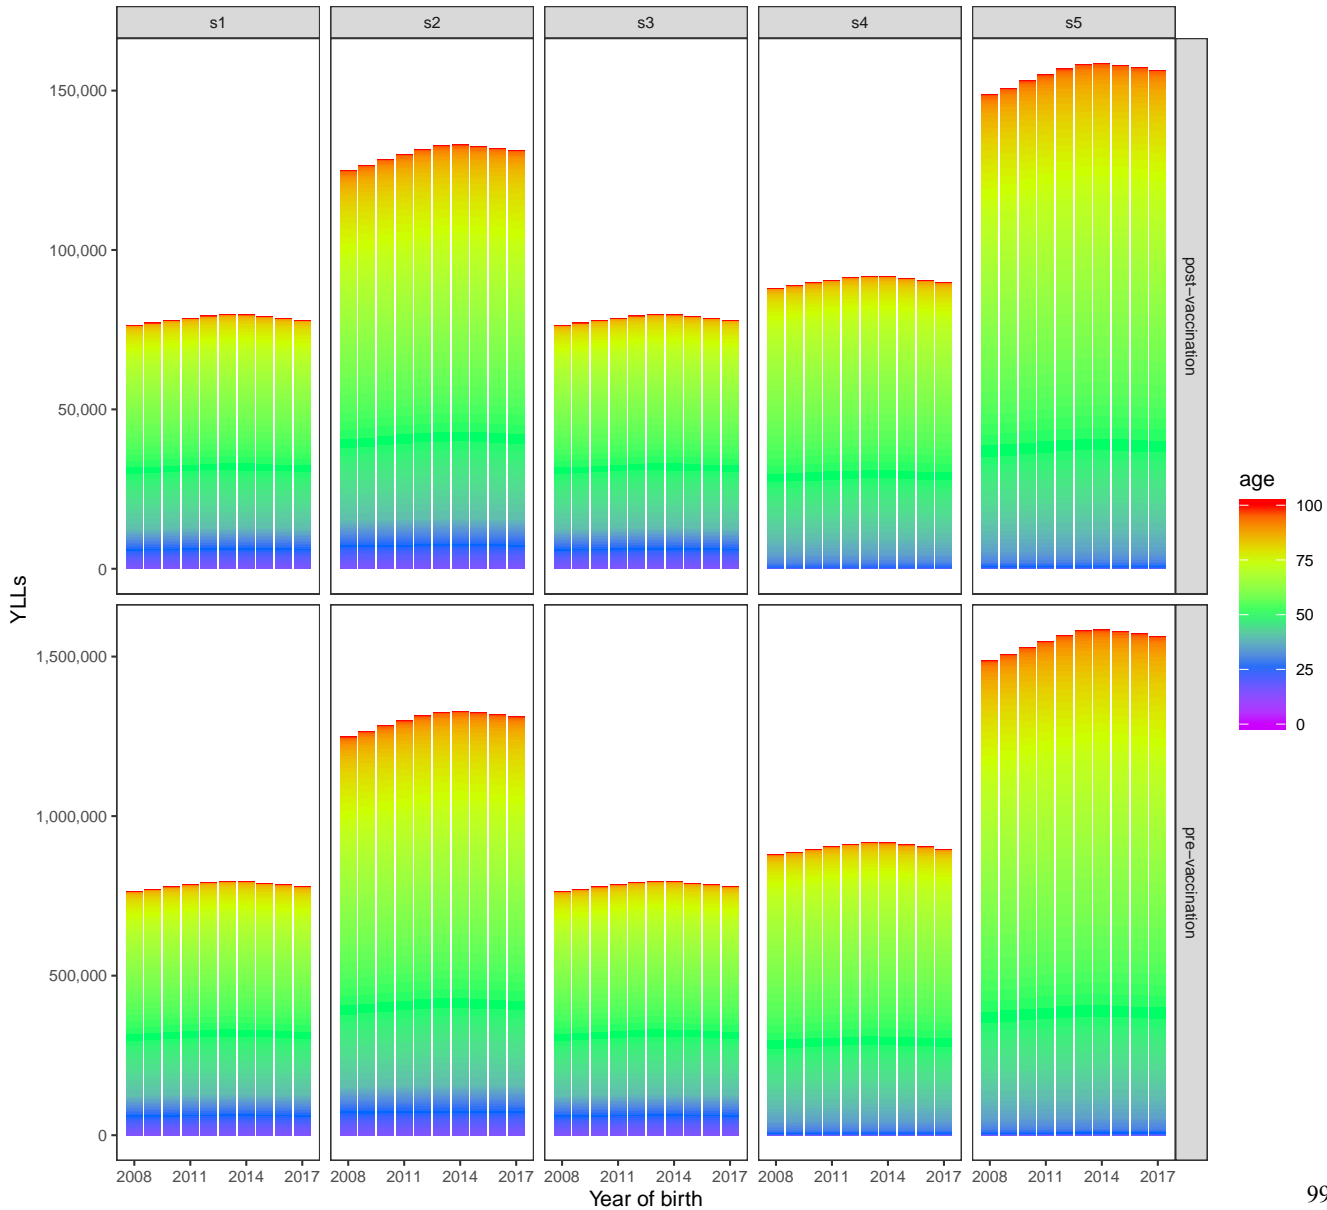 s1 s2 s3 s4 s5
150,000
100,000
50,000
0
post−vaccination
1,500,000
1,000,000
500,000
0
pre−vaccination
YLLs
2008 2011 2014 2017 2008 2011 2014 2017 2008 2011 2014 2017 2008 2011 2014 2017 2008 2011 2014 2017
Year of birth
age
100
75
50
25
0
99